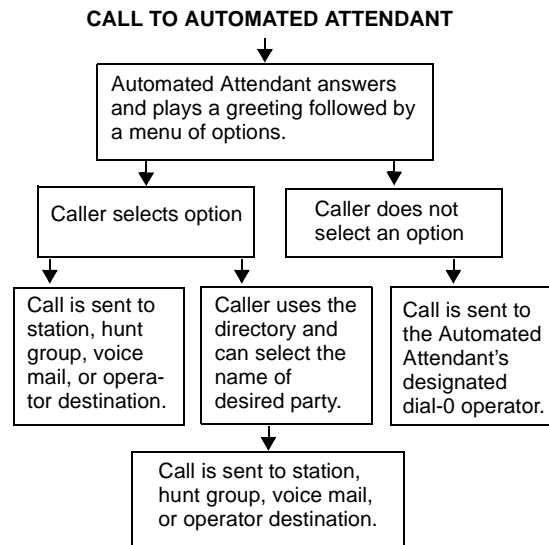 CALL TO AUTOMATED ATTENDANT
Automated Attendant answers
and plays a greeting followed by
a menu of options.
Caller selects option
Caller does not
select an option
Call is sent to
station, hunt
group, voice
mail, or opera-
tor destination.
Caller uses the
directory and
can select the
name of
desired party.
Call is sent to
the Automated
Attendant's
designated
dial-0 operator.
Call is sent to station,
hunt group, voice mail,
or operator destination.